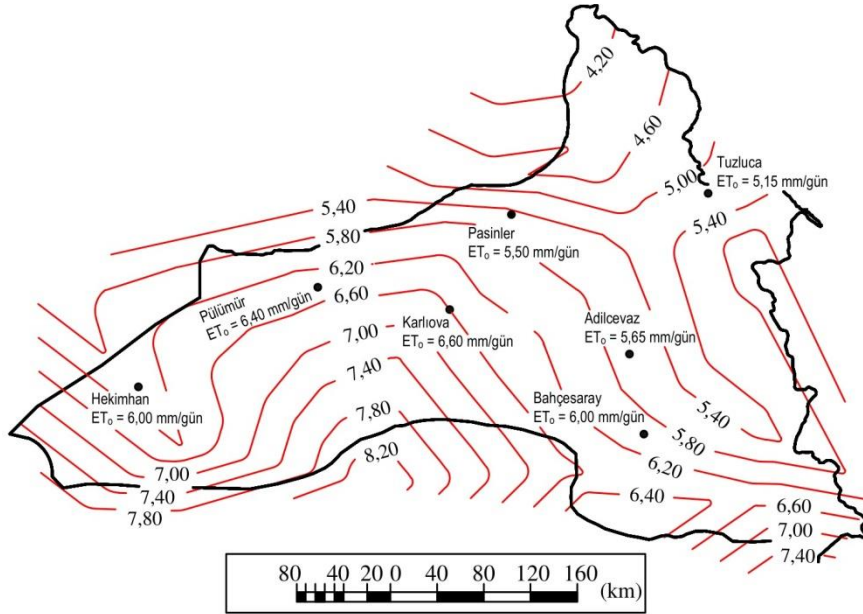 4,20
4,60
Tuzluca
ETo = 5,15 mm/gün
5,00
5,40
5,40
5,80
Pasinler
ETo = 5,50 mm/gün
6,20
Pülümür
ETo = 6,40 mm/gün
6,60
Karlıova
ETo = 6,60 mm/gün
Adilcevaz
ETo = 5,65 mm/gün
7,00
7,40
Hekimhan
ETo = 6,00 mm/gün
Bahçesaray
ETo = 6,00 mm/gün
5,40
7,80
5,80
8,20
6,20
7,00
7,40
7,80
6,40
6,60
7,00
7,40
80 40 20 0 40 80 120 160 (km)